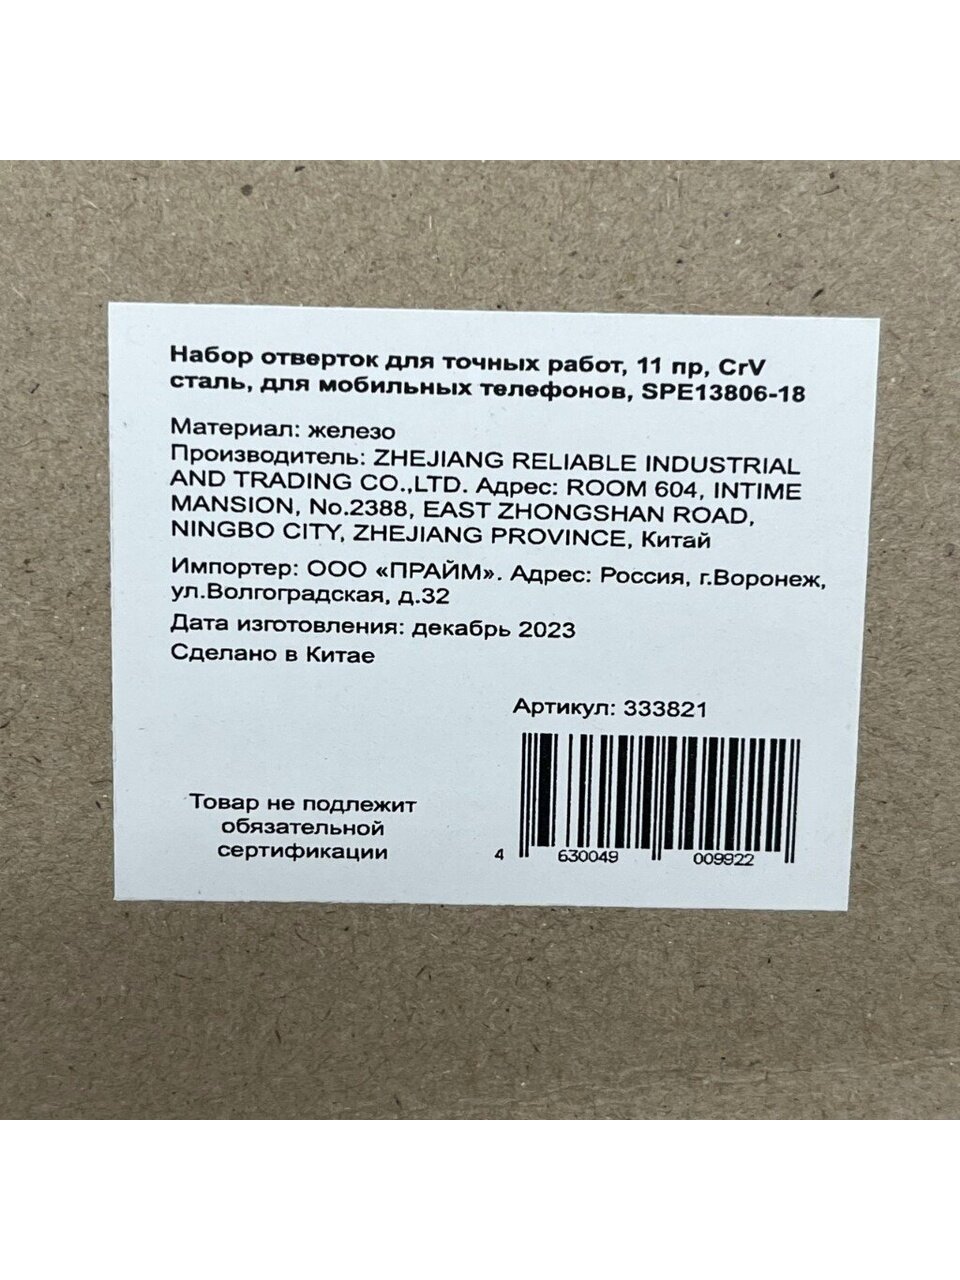 Набор отверток для точных работ, 11 пр, CrV
сталь, для мобильных телефонов, SPE13806-18
Материал: железо
Производитель: ZHEJIANG RELIABLE INDUSTRIAL
AND TRADING CO.,LTD. Адрес: ROOM 604, INTIME
MANSION, No.2388, EAST ZHONGSHAN ROAD,
NINGBO CITY, ZHEJIANG PROVINCE, Китай
Импортер: ООО «ПРАЙМ». Адрес: Россия, г.Воронеж,
ул.Волгоградская, д.32
Дата изготовления: декабрь 2023
Сделано в Китае
Артикул: 333821
Товар не подлежит
обязательной
сертификации
4 630049 009922